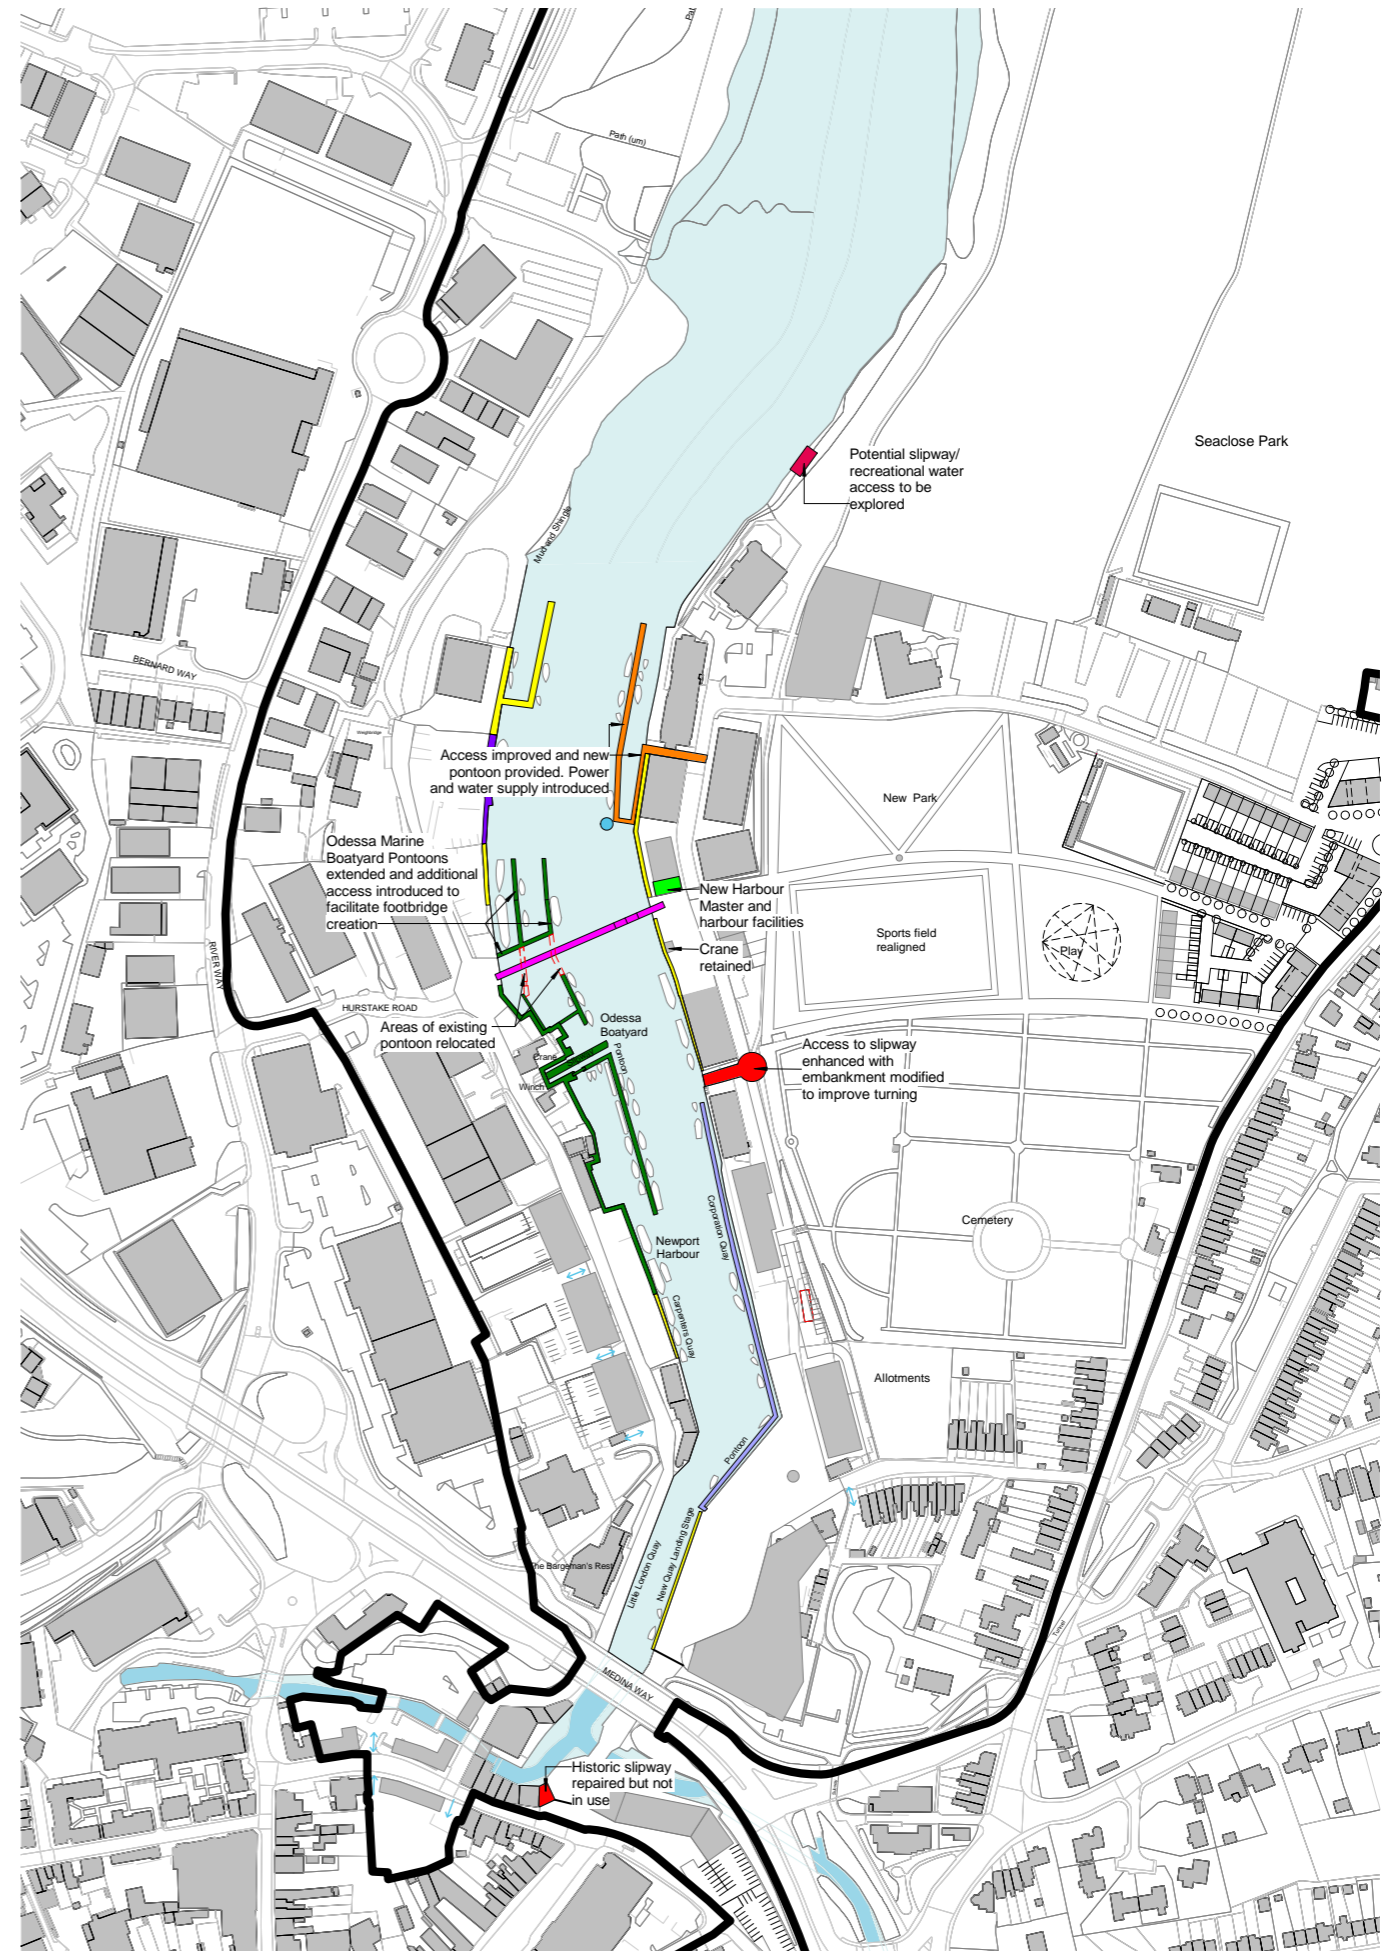 Path (um)
Seaclose Park
Potential slipway/
recreational water
access to be
explored
Mud and Shingle
BERNARD WAY
Weighbridge
Access improved and new
pontoon provided. Power
and water supply introduced
New Park
Odessa Marine
Boatyard Pontoons
extended and additional
access introduced to
facilitate footbridge
creation
New Harbour
Master and
harbour facilities
Sports field
realigned
Play
Crane
retained
RIVER WAY
HURSTAKE ROAD
Areas of existing
pontoon relocated
Odessa
Boatyard
Crane
Winch
Pontoon
Access to slipway
enhanced with
embankment modified
to improve turning
Corporation Quay
Cemetery
Newport
Harbour
Carpenters Quay
Allotments
Pontoon
New Quay Landing Stage
Little London Quay
The Bargeman's Rest
Tunnel
MEDINA WAY
Historic slipway
repaired but not
in use